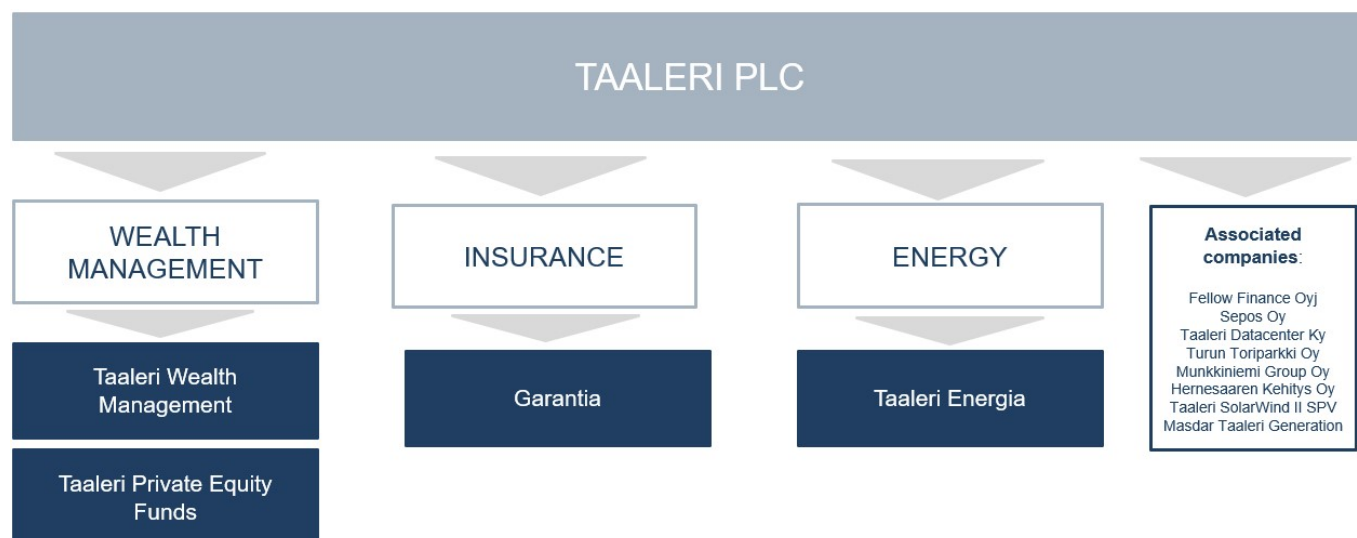 TAALERI PLC
WEALTH
MANAGEMENT
Taaleri Wealth
Management
Taaleri Private Equity
Funds
INSURANCE
Garantia
ENERGY
Taaleri Energia
Associated
companies:
Fellow Finance Oyj
Sepos Oy
Taaleri Datacenter Ky
Turun Toriparkki Oy
Munkkiniemi Group Oy
Hernesaaren Kehitys Oy
Taaleri SolarWind II SPV
Masdar Taaleri Generation